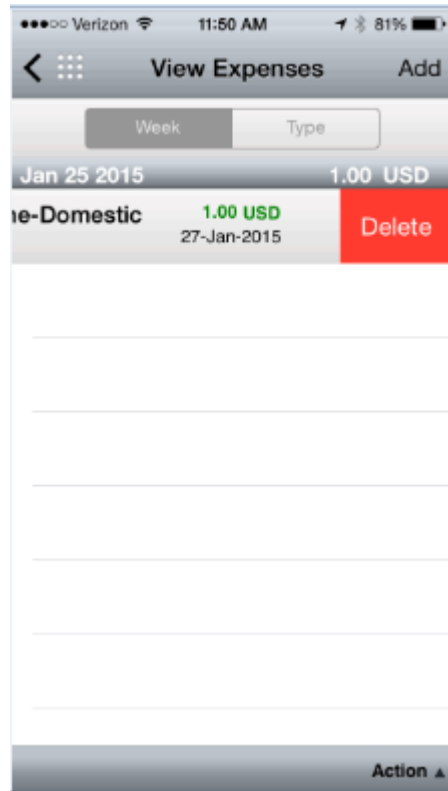 Verizon 11:50 AM 81%
View Expenses Add
Week Type
Jan 25 2015 1.00 USD
ne-Domestic 1.00 USD Delete
27-Jan-2015
Action ▲